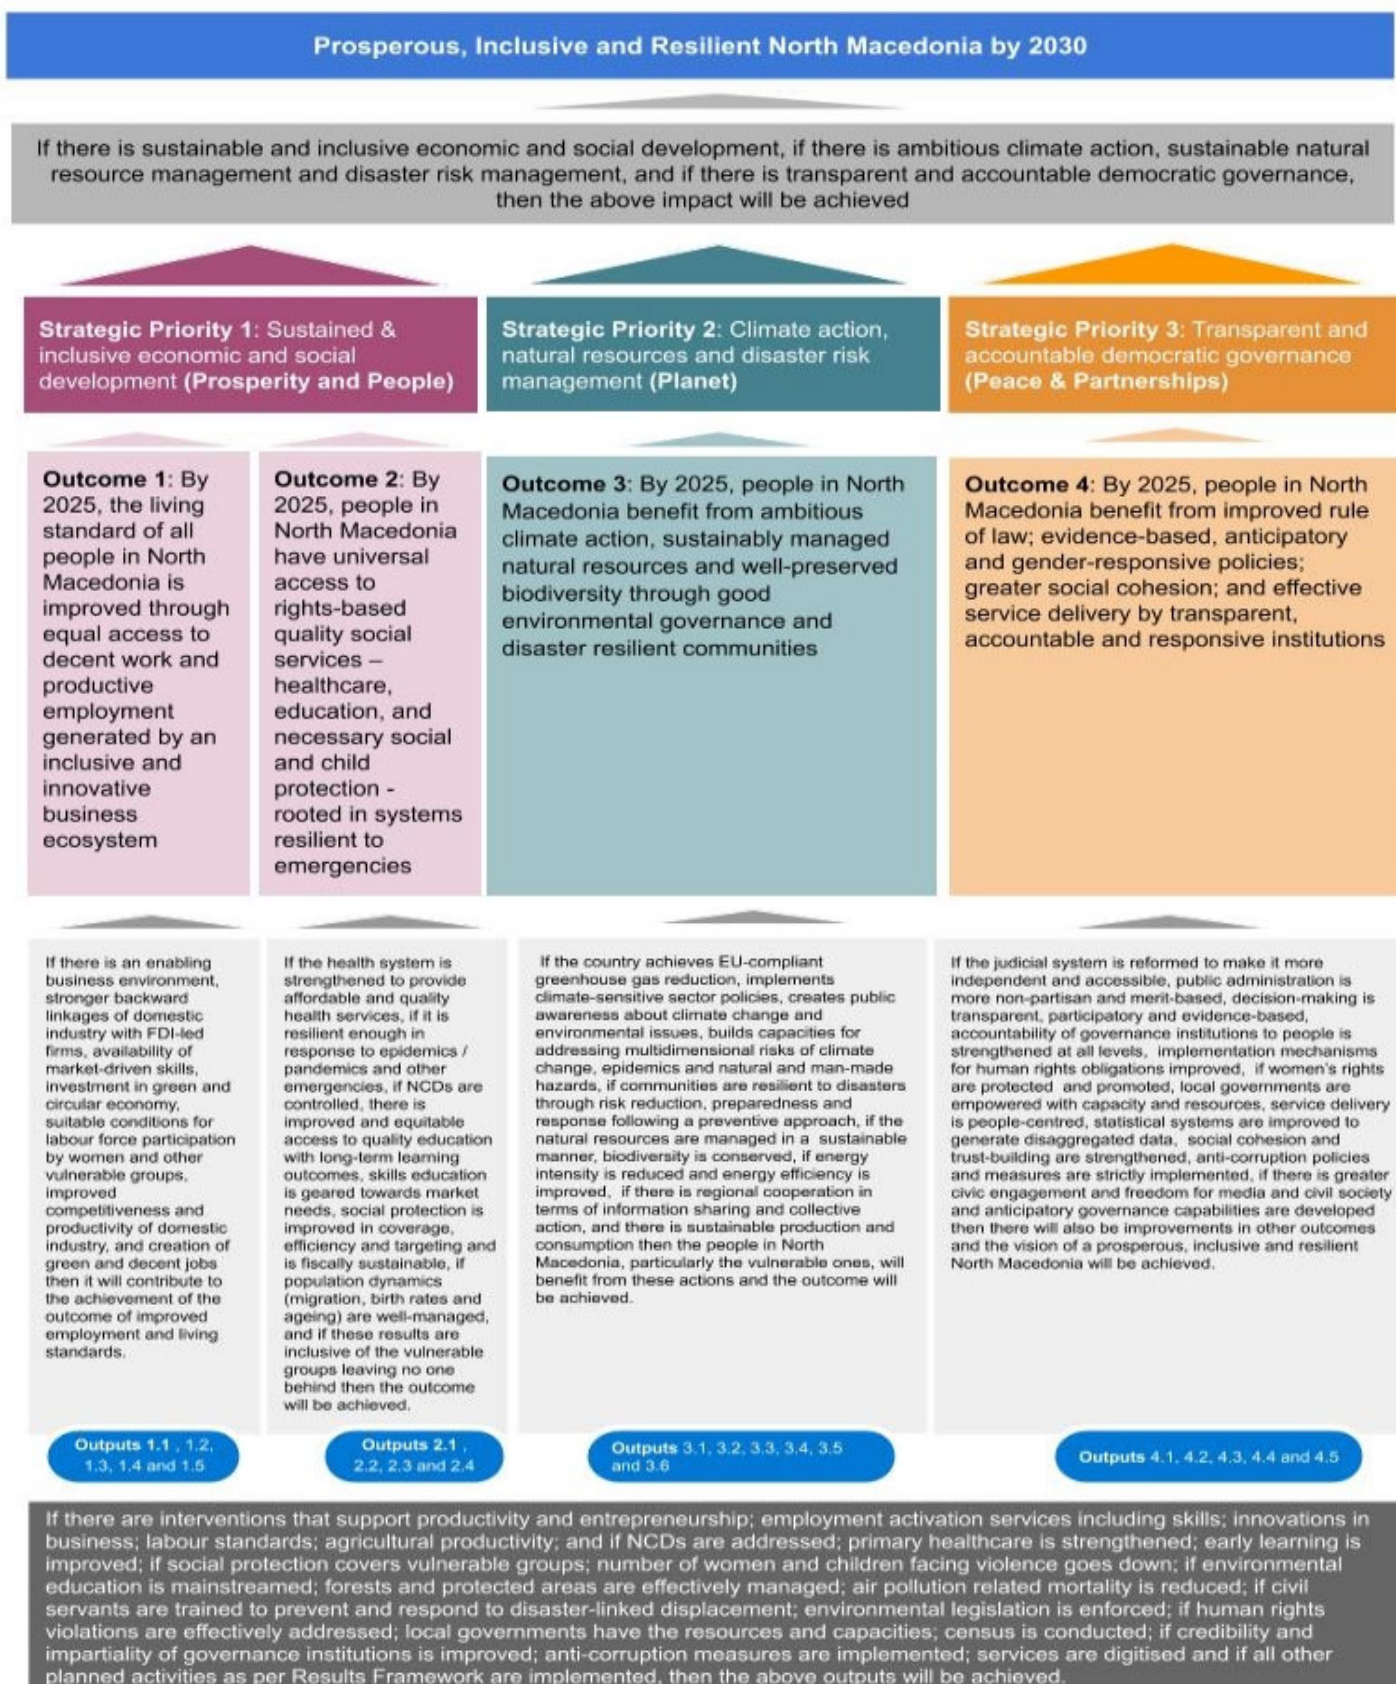 Prosperous, Inclusive and Resilient North Macedonia by 2030
If there is sustainable and inclusive economic and social development, if there is ambitious climate action, sustainable natural
resource management and disaster risk management, and if there is transparent and accountable democratic governance,
then the above impact will be achieved
Strategic Priority 1: Sustained &
inclusive economic and social
development (Prosperity and People)
Strategic Priority 2: Climate action,
natural resources and disaster risk
management (Planet)
Strategic Priority 3: Transparent and
accountable democratic governance
(Peace & Partnerships)
Outcome 1: By
2025, the living
standard of all
people in North
Macedonia is
improved through
equal access to
decent work and
productive
employment
generated by an
inclusive and
innovative
business
ecosystem
Outcome 2: By
2025, people in
North Macedonia
have universal
access to
rights-based
quality social
services –
healthcare,
education, and
necessary social
and child
protection -
rooted in systems
resilient to
emergencies
Outcome 3: By 2025, people in North
Macedonia benefit from ambitious
climate action, sustainably managed
natural resources and well-preserved
biodiversity through good
environmental governance and
disaster resilient communities
Outcome 4: By 2025, people in North
Macedonia benefit from improved rule
of law; evidence-based, anticipatory
and gender-responsive policies;
greater social cohesion; and effective
service delivery by transparent,
accountable and responsive institutions
If there is an enabling
business environment,
stronger backward
linkages of domestic
industry with FDI-led
firms, availability of
market-driven skills,
investment in green and
circular economy,
suitable conditions for
labour force participation
by women and other
vulnerable groups,
improved
competitiveness and
productivity of domestic
industry, and creation of
green and decent jobs
then it will contribute to
the achievement of the
outcome of improved
employment and living
standards.
If the health system is
strengthened to provide
affordable and quality
health services, if it is
resilient enough in
response to epidemics /
pandemics and other
emergencies, if NCDs are
controlled, there is
improved and equitable
access to quality education
with long-term learning
outcomes, skills education
is geared towards market
needs, social protection is
improved in coverage,
efficiency and targeting and
is fiscally sustainable, if
population dynamics
(migration, birth rates and
ageing) are well-managed,
and if these results are
inclusive of the vulnerable
groups leaving no one
behind then the outcome
will be achieved.
If the country achieves EU-compliant
greenhouse gas reduction, implements
climate-sensitive sector policies, creates public
awareness about climate change and
environmental issues, builds capacities for
addressing multidimensional risks of climate
change, epidemics and natural and man-made
hazards, if communities are resilient to disasters
through risk reduction, preparedness and
response following a preventive approach, if the
natural resources are managed in a sustainable
manner, biodiversity is conserved, if energy
intensity is reduced and energy efficiency is
improved, if there is regional cooperation in
terms of information sharing and collective
action, and there is sustainable production and
consumption then the people in North
Macedonia, particularly the vulnerable ones, will
benefit from these actions and the outcome will
be achieved.
If the judicial system is reformed to make it more
independent and accessible, public administration is
more non-partisan and merit-based, decision-making is
transparent, participatory and evidence-based,
accountability of governance institutions to people is
strengthened at all levels, implementation mechanisms
for human rights obligations improved, if women's rights
are protected and promoted, local governments are
empowered with capacity and resources, service delivery
is people-centred, statistical systems are improved to
generate disaggregated data, social cohesion and
trust-building are strengthened, anti-corruption policies
and measures are strictly implemented, if there is greater
civic engagement and freedom for media and civil society
and anticipatory governance capabilities are developed
then there will also be improvements in other outcomes
and the vision of a prosperous, inclusive and resilient
North Macedonia will be achieved.
Outputs 1.1 , 1.2,
1.3, 1.4 and 1.5
Outputs 2.1 ,
2.2, 2.3 and 2.4
Outputs 3.1, 3.2, 3.3, 3.4, 3.5
and 3.6
Outputs 4.1, 4.2, 4.3, 4.4 and 4.5
If there are interventions that support productivity and entrepreneurship; employment activation services including skills; innovations in
business; labour standards; agricultural productivity; and if NCDs are addressed; primary healthcare is strengthened; early learning is
improved; if social protection covers vulnerable groups; number of women and children facing violence goes down; if environmental
education is mainstreamed; forests and protected areas are effectively managed; air pollution related mortality is reduced; if civil
servants are trained to prevent and respond to disaster-linked displacement; environmental legislation is enforced; if human rights
violations are effectively addressed; local governments have the resources and capacities; census is conducted; if credibility and
impartiality of governance institutions is improved; anti-corruption measures are implemented; services are digitised and if all other
planned activities as per Results Framework are implemented, then the above outputs will be achieved.